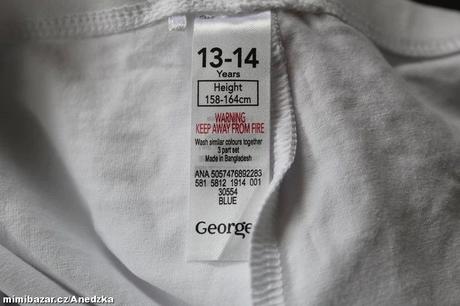 13-14
Years
Height
158-164cm
WARNING
KEEP AWAY FROM FIRE
Wash similar colours together
3 part set
Made in Bangladesh
ANA 5057476892283
581 5812 1914 001
30554
BLUE
George
mimibazar.cz/Anedzka